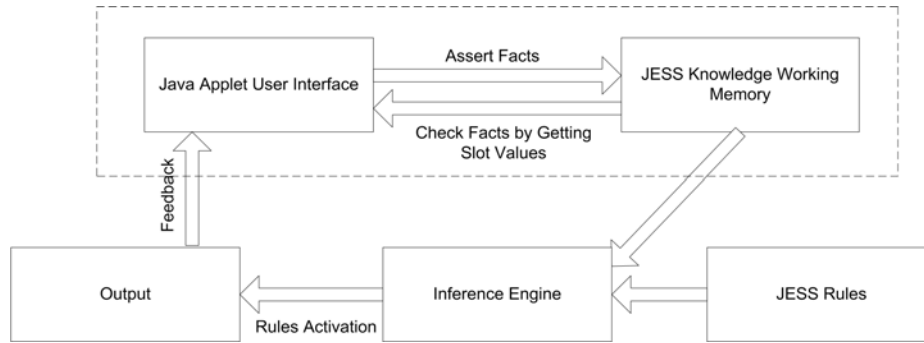 Java Applet User Interface
Assert Facts
JESS Knowledge Working
Memory
Check Facts by Getting
Slot Values
Feedback
Output
Rules Activation
Inference Engine
JESS Rules